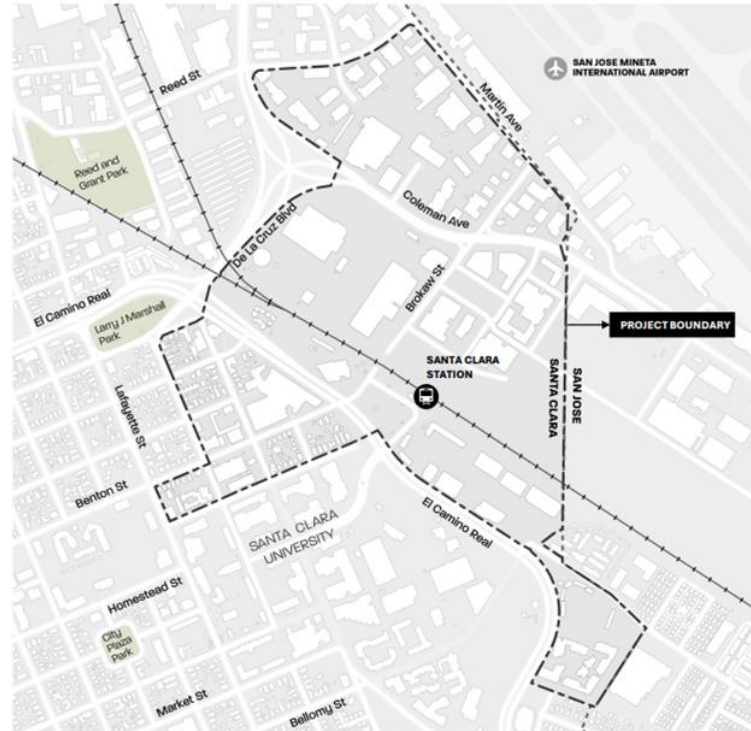 SAN JOSE MINETA
INTERNATIONAL AIRPORT
Reed St
Martin Ave
Reed and
Grant Park
Coleman Ave
De La Cruz Blvd
Brokaw St
El Camino Real
Larry J Marshall
Park
PROJECT BOUNDARY
SANTA CLARA
STATION
SAN JOSE
SANTA CLARA
Lafayette St
Benton St
El Camino Real
SANTA CLARA
UNIVERSITY
Homestead St
City
Plaza
Park
Market St
Bellomy St